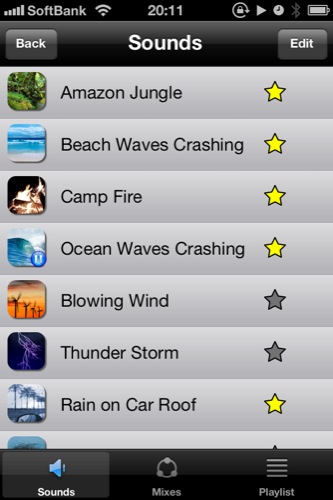 SoftBank 20:11
Back Sounds Edit
Amazon Jungle
Beach Waves Crashing
Camp Fire
Ocean Waves Crashing
Blowing Wind
Thunder Storm
Rain on Car Roof
Sounds Mixes Playlist